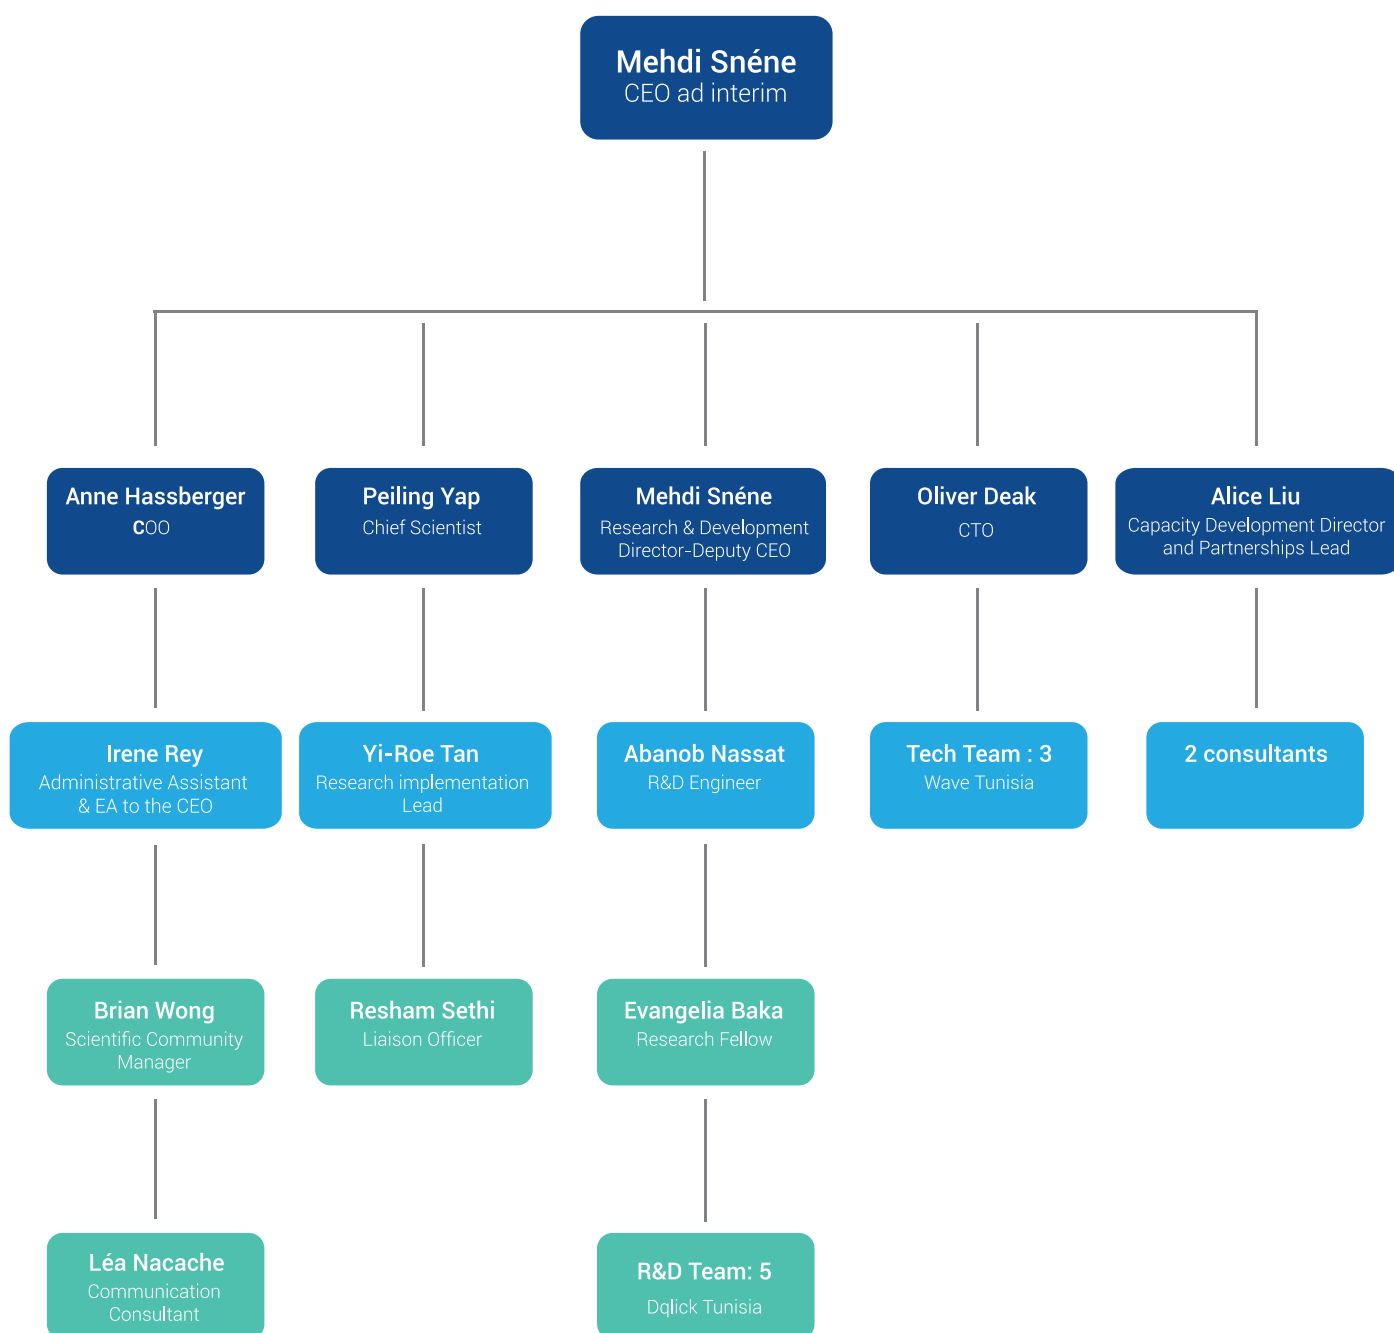 Mehdi Snéne
CEO ad interim
Anne Hassberger
COO
Peiling Yap
Chief Scientist
Mehdi Snéne
Research & Development
Director-Deputy CEO
Oliver Deak
CTO
Alice Liu
Capacity Development Director
and Partnerships Lead
Irene Rey
Administrative Assistant
& EA to the CEO
Yi-Roe Tan
Research implementation
Lead
Abanob Nassat
R&D Engineer
Tech Team : 3
Wave Tunisia
2 consultants
Brian Wong
Scientific Community
Manager
Resham Sethi
Liaison Officer
Evangelia Baka
Research Fellow
Léa Nacache
Communication
Consultant
R&D Team: 5
Dqlick Tunisia